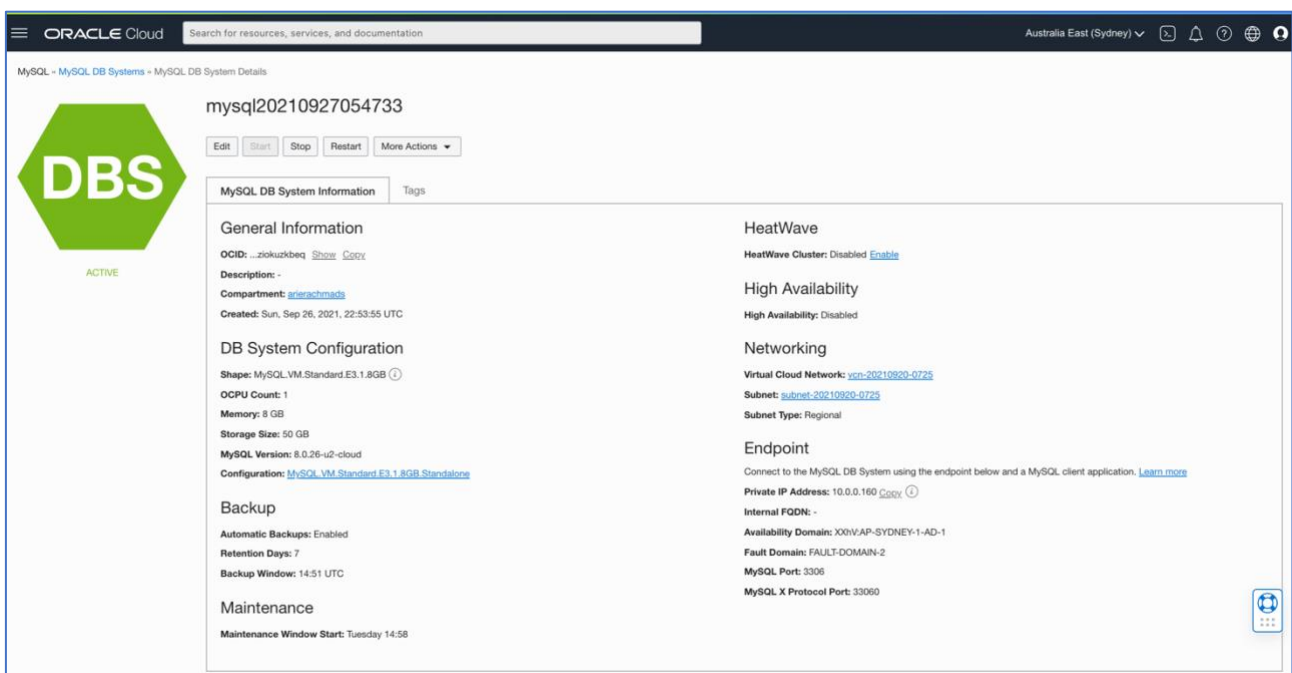 ORACLE Cloud
Search for resources, services, and documentation
Australia East (Sydney)
MySQL » MySQL DB Systems » MySQL DB System Details
DBS
ACTIVE
mysql20210927054733
Edit Start Stop Restart More Actions
MySQL DB System Information Tags
General Information
OCID: ...ziokuzkbeq Show Copy
Description: -
Compartment: arierachmads
Created: Sun, Sep 26, 2021, 22:53:55 UTC
DB System Configuration
Shape: MySQL.VM.Standard.E3.1.8GB
OCPU Count: 1
Memory: 8 GB
Storage Size: 50 GB
MySQL Version: 8.0.26-u2-cloud
Configuration: MySQL.VM.Standard.E3.1.8GB.Standalone
Backup
Automatic Backups: Enabled
Retention Days: 7
Backup Window: 14:51 UTC
Maintenance
Maintenance Window Start: Tuesday 14:58
HeatWave
HeatWave Cluster: Disabled Enable
High Availability
High Availability: Disabled
Networking
Virtual Cloud Network: vcn-20210920-0725
Subnet: subnet-20210920-0725
Subnet Type: Regional
Endpoint
Connect to the MySQL DB System using the endpoint below and a MySQL client application. Learn more
Private IP Address: 10.0.0.160 Copy
Internal FQDN: -
Availability Domain: XXhV:AP-SYDNEY-1-AD-1
Fault Domain: FAULT-DOMAIN-2
MySQL Port: 3306
MySQL X Protocol Port: 33060